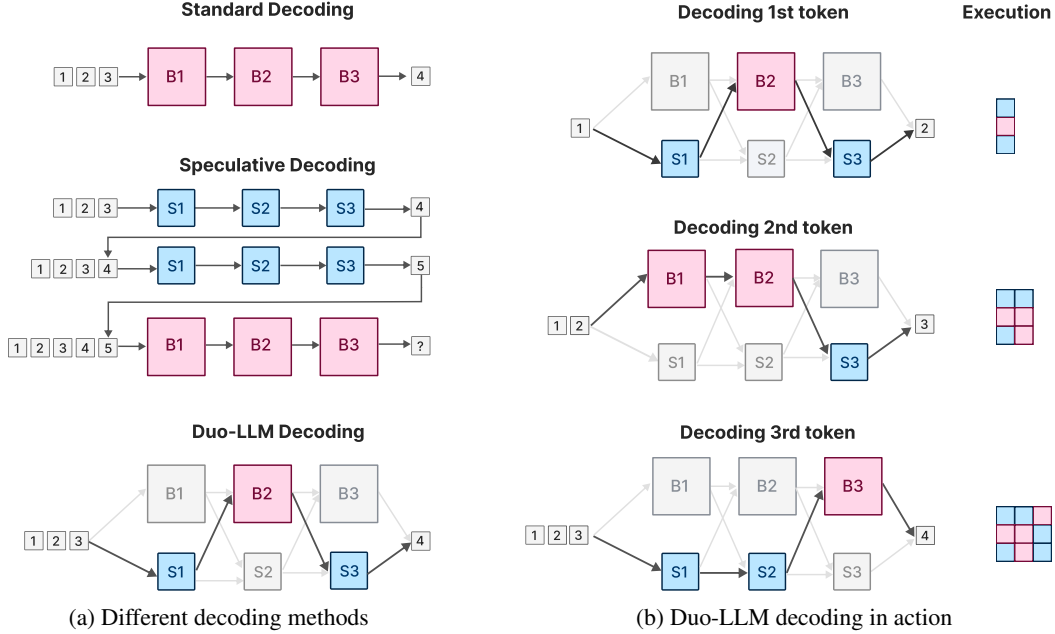 Standard Decoding
1 2 3 B1 B2 B3 4
Speculative Decoding
1 2 3 S1 S2 S3 4
1 2 3 4 S1 S2 S3 5
1 2 3 4 5 B1 B2 B3 ?
Duo-LLM Decoding
B1 B2 B3
1 2 3 4
S1 S2 S3
(a) Different decoding methods
Decoding 1st token Execution
B1 B2 B3
1 2
S1 S2 S3
Decoding 2nd token
B1 B2 B3
1 2 3
S1 S2 S3
Decoding 3rd token
B1 B2 B3
1 2 3 4
S1 S2 S3
(b) Duo-LLM decoding in action